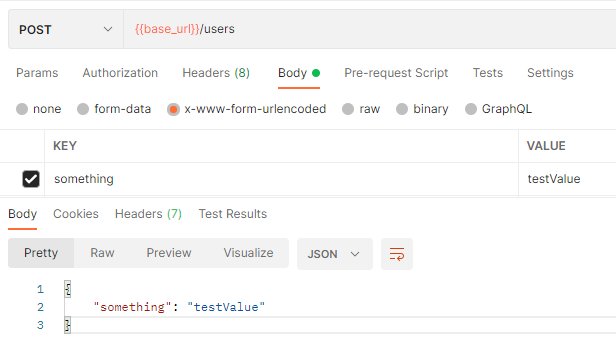 POST {{base_url}}/users
Params Authorization Headers (8) Body Pre-request Script Tests Settings
none form-data x-www-form-urlencoded raw binary GraphQL
KEY VALUE
something testValue
Body Cookies Headers (7) Test Results
Pretty Raw Preview Visualize JSON
1 {
2 "something": "testValue"
3 }